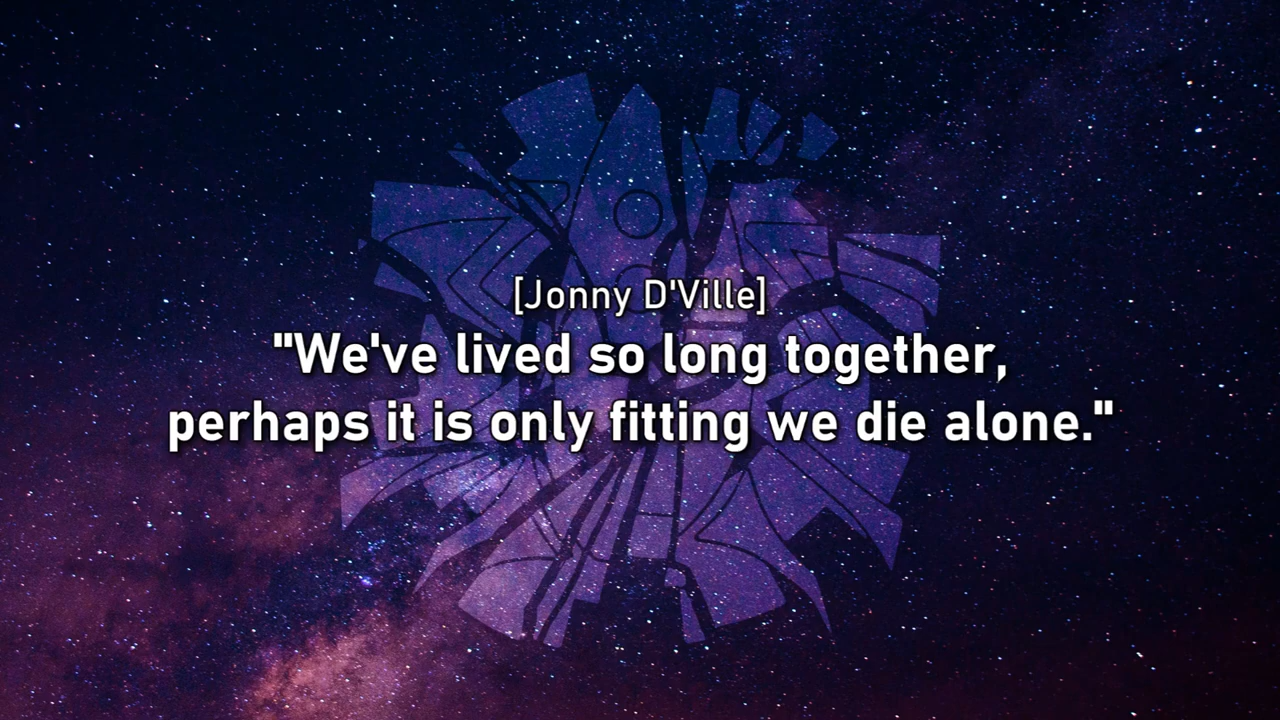 [Jonny D'Ville]
"We've lived so long together,
perhaps it is only fitting we die alone."